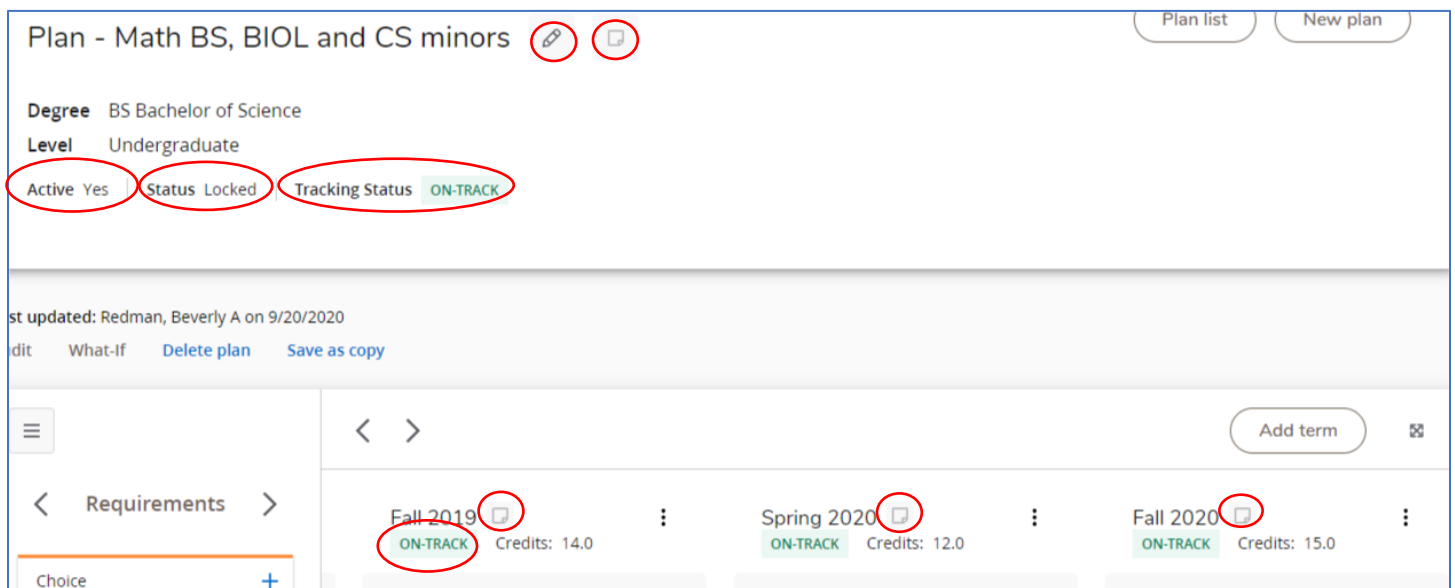 Plan - Math BS, BIOL and CS minors
Plan list
New plan
Degree BS Bachelor of Science
Level Undergraduate
Active Yes Status Locked Tracking Status ON-TRACK
st updated: Redman, Beverly A on 9/20/2020
dit What-If Delete plan Save as copy
Add term
Requirements
Fall 2019 Spring 2020 Fall 2020
ON-TRACK Credits: 14.0 ON-TRACK Credits: 12.0 ON-TRACK Credits: 15.0
Choice +